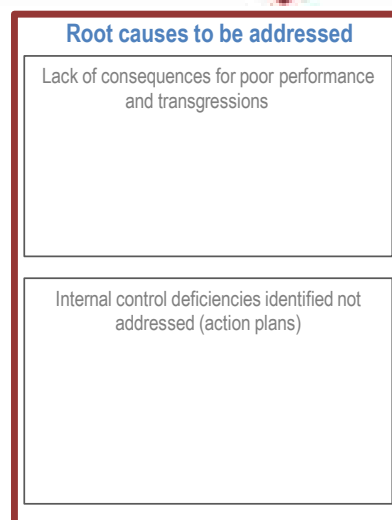 Root causes to be addressed
Lack of consequences for poor performance
and transgressions
Internal control deficiencies identified not
addressed (action plans)